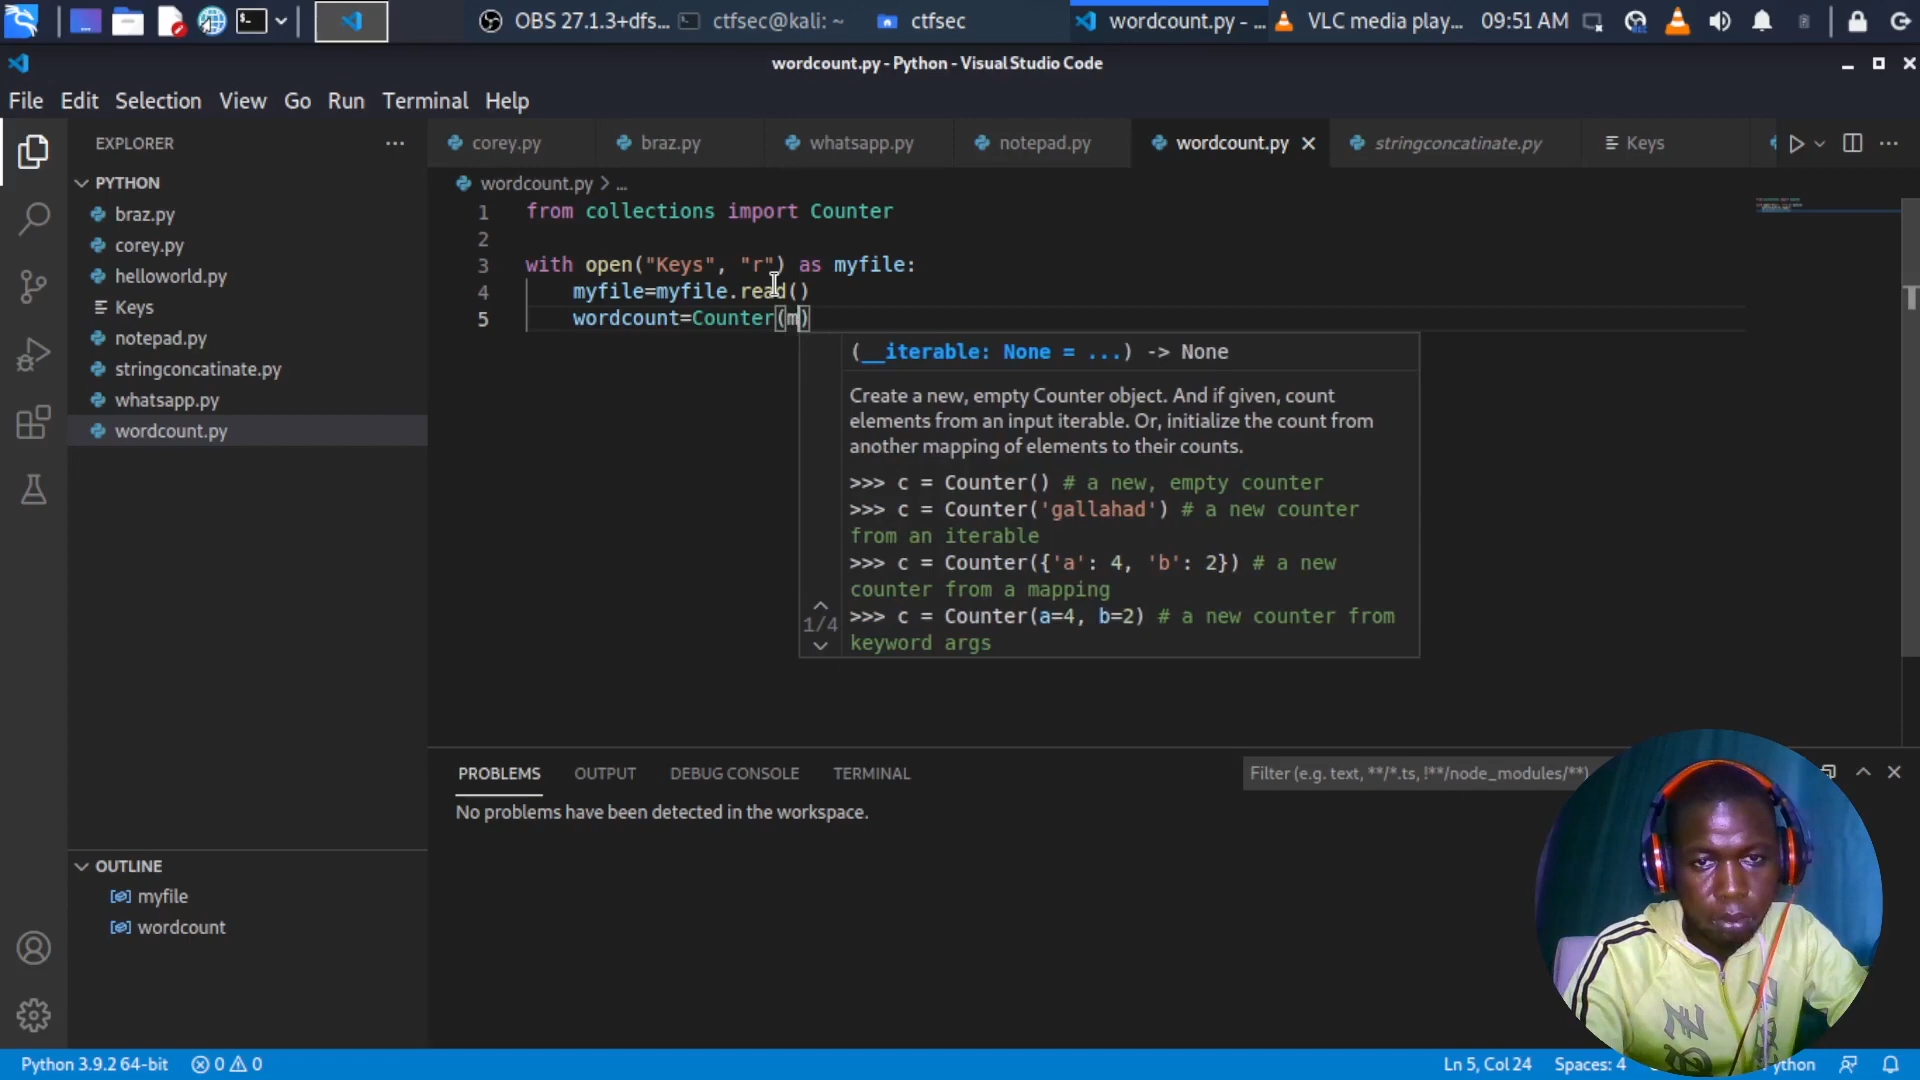 OBS 27.1.3+dfs... ctfsec@kali: ~ ctfsec wordcount.py - ... VLC media play... 09:51 AM
wordcount.py - Python - Visual Studio Code
File Edit Selection View Go Run Terminal Help
EXPLORER ...
corey.py braz.py whatsapp.py notepad.py wordcount.py stringconcatinate.py Keys
PYTHON
braz.py
corey.py
helloworld.py
Keys
notepad.py
stringconcatinate.py
whatsapp.py
wordcount.py
OUTLINE
myfile
wordcount
wordcount.py > ...
1 from collections import Counter
2
3 with open("Keys", "r") as myfile:
4 myfile=myfile.read()
5 wordcount=Counter(m)
(__iterable: None = ...) -> None
Create a new, empty Counter object. And if given, count
elements from an input iterable. Or, initialize the count from
another mapping of elements to their counts.
>>> c = Counter() # a new, empty counter
>>> c = Counter('gallahad') # a new counter
from an iterable
>>> c = Counter({'a': 4, 'b': 2}) # a new
counter from a mapping
>>> c = Counter(a=4, b=2) # a new counter from
keyword args
1/4
PROBLEMS OUTPUT DEBUG CONSOLE TERMINAL Filter (e.g. text, **/*.ts, !**/node_modules/**)
No problems have been detected in the workspace.
Python 3.9.2 64-bit 0 0 Ln 5, Col 24 Spaces: 4